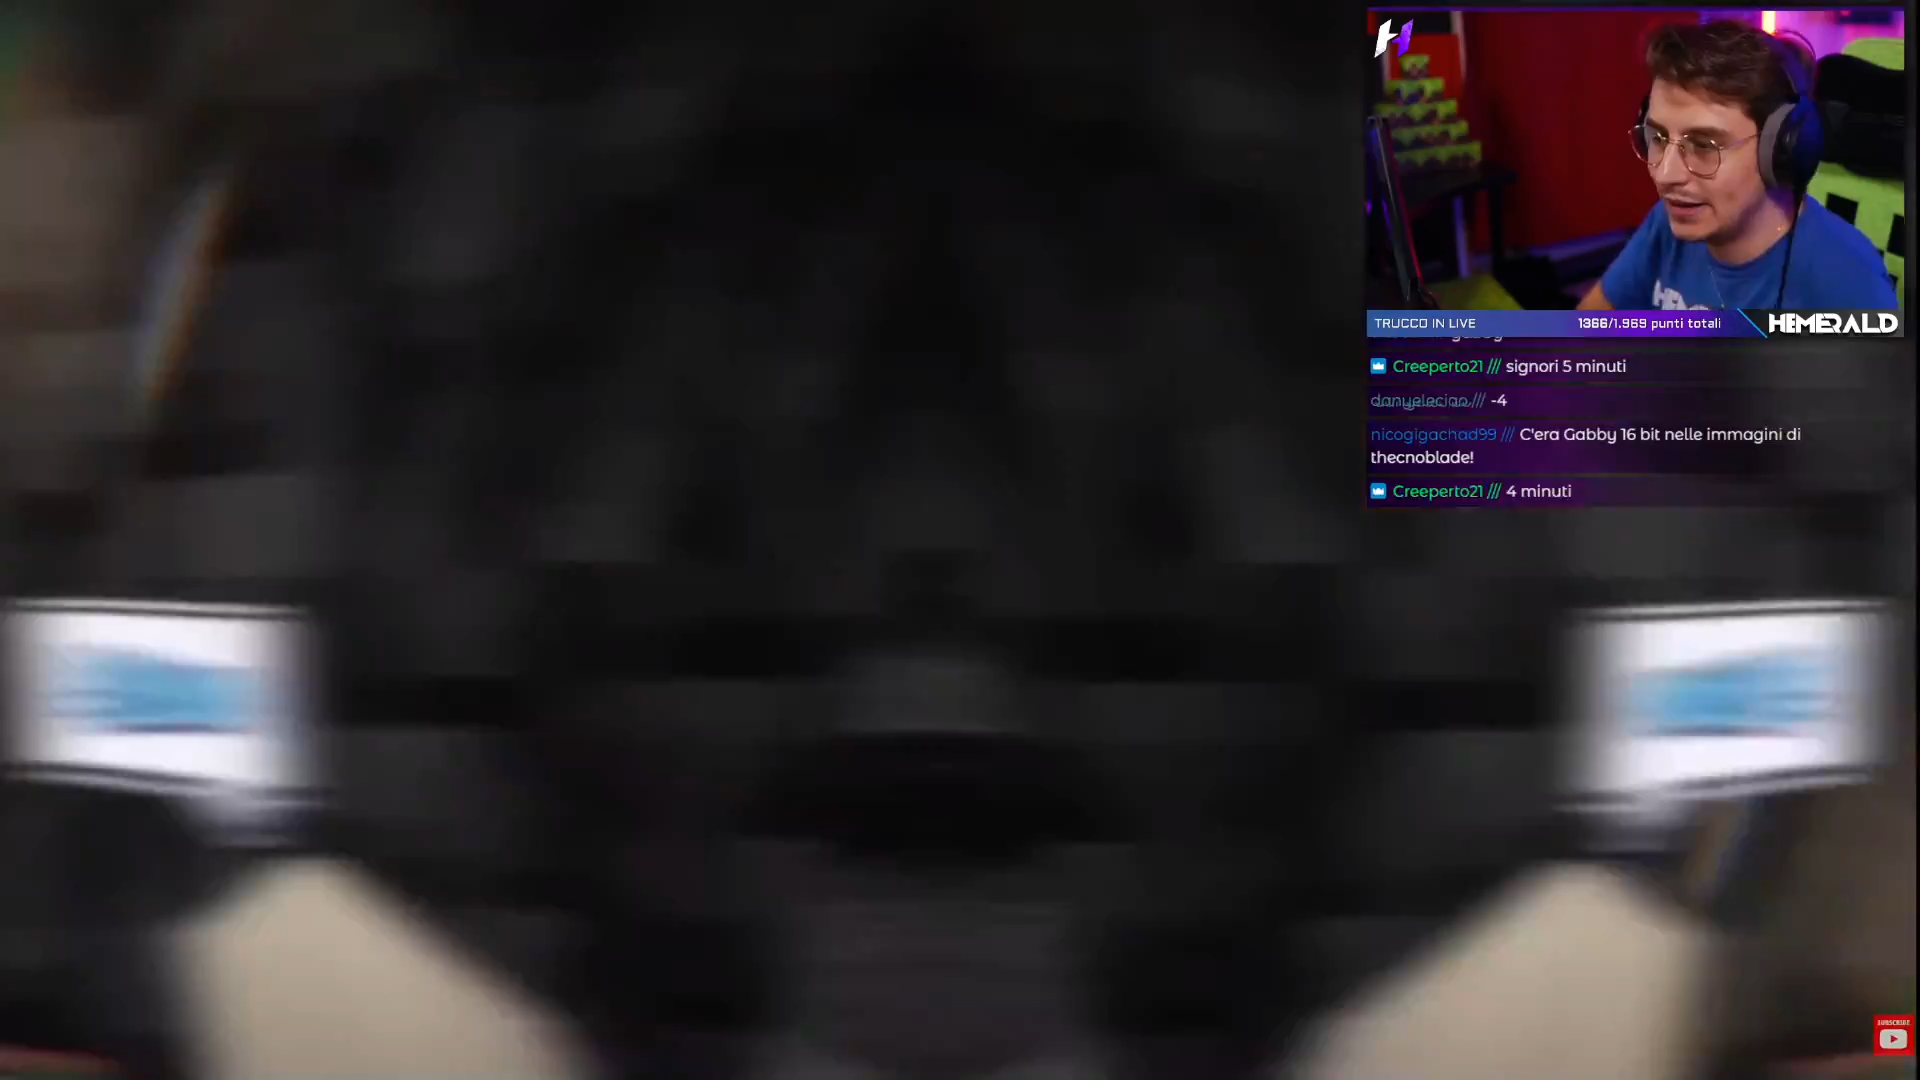 TRUCCO IN LIVE 1366/1.969 punti totali HEMERALD
Creeperto21 /// signori 5 minuti
danyeleciao /// -4
nicogigachad99 /// C'era Gabby 16 bit nelle immagini di
thecnoblade!
Creeperto21 /// 4 minuti
SUBSCRIBE